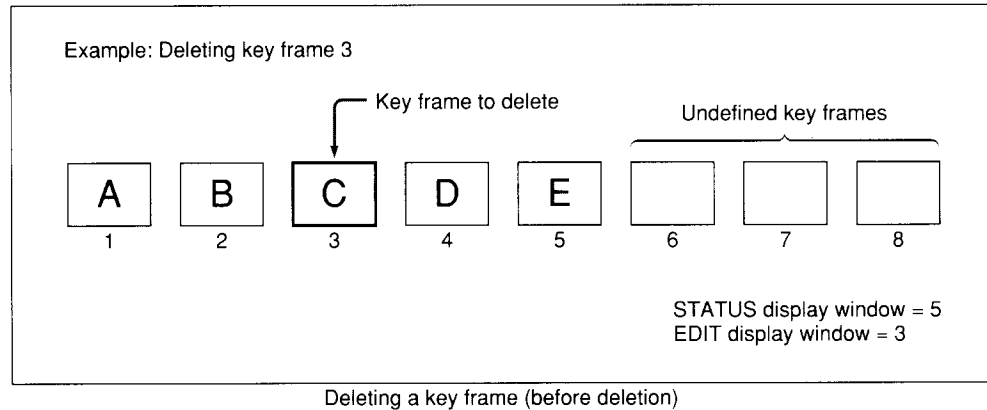 Example: Deleting key frame 3
Key frame to delete
Undefined key frames
A B C D E
1 2 3 4 5 6 7 8
STATUS display window = 5
EDIT display window = 3
Deleting a key frame (before deletion)